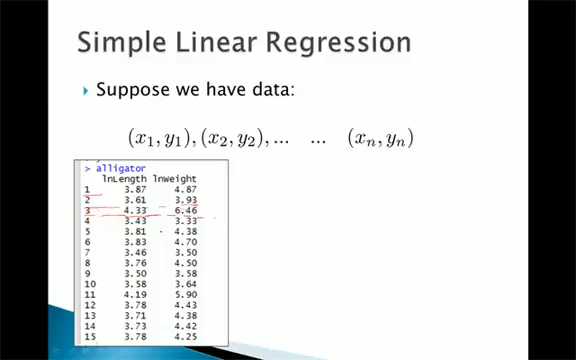 Simple Linear Regression
Suppose we have data:
(x₁, y₁), (x₂, y₂), ... ... (xₙ, yₙ)
> alligator
lnLength lnWeight
1 3.87 4.87
2 3.61 3.93
3 4.33 6.46
4 3.43 3.33
5 3.81 4.38
6 3.83 4.70
7 3.46 3.50
8 3.76 4.50
9 3.50 3.58
10 3.58 3.64
11 4.19 5.90
12 3.78 4.43
13 3.71 4.38
14 3.73 4.42
15 3.78 4.25